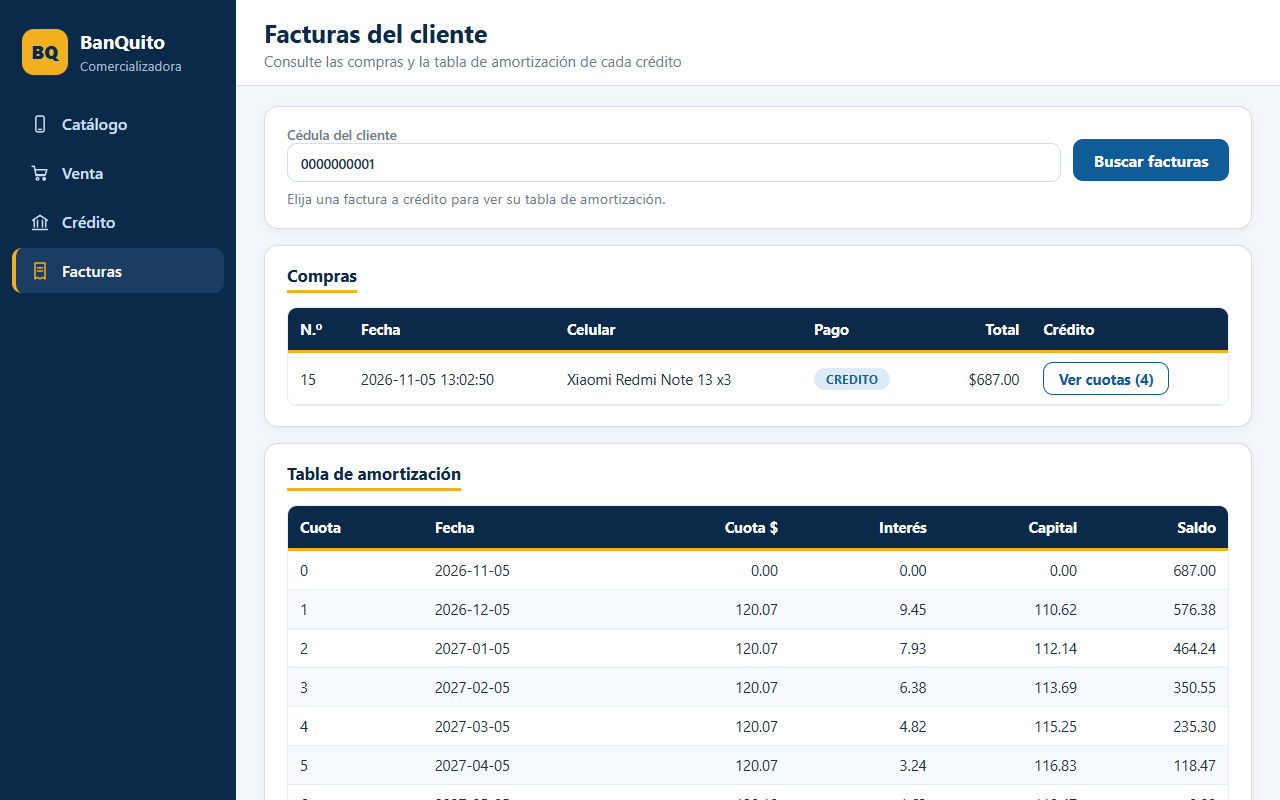 BQ
BanQuito
Comercializadora
Catálogo
Venta
Crédito
Facturas
Facturas del cliente
Consulte las compras y la tabla de amortización de cada crédito
Cédula del cliente
0000000001
Buscar facturas
Elija una factura a crédito para ver su tabla de amortización.
Compras
N.º Fecha Celular Pago Total Crédito
15 2026-11-05 13:02:50 Xiaomi Redmi Note 13 x3 CREDITO $687.00 Ver cuotas (4)
Tabla de amortización
Cuota Fecha Cuota $ Interés Capital Saldo
0 2026-11-05 0.00 0.00 0.00 687.00
1 2026-12-05 120.07 9.45 110.62 576.38
2 2027-01-05 120.07 7.93 112.14 464.24
3 2027-02-05 120.07 6.38 113.69 350.55
4 2027-03-05 120.07 4.82 115.25 235.30
5 2027-04-05 120.07 3.24 116.83 118.47